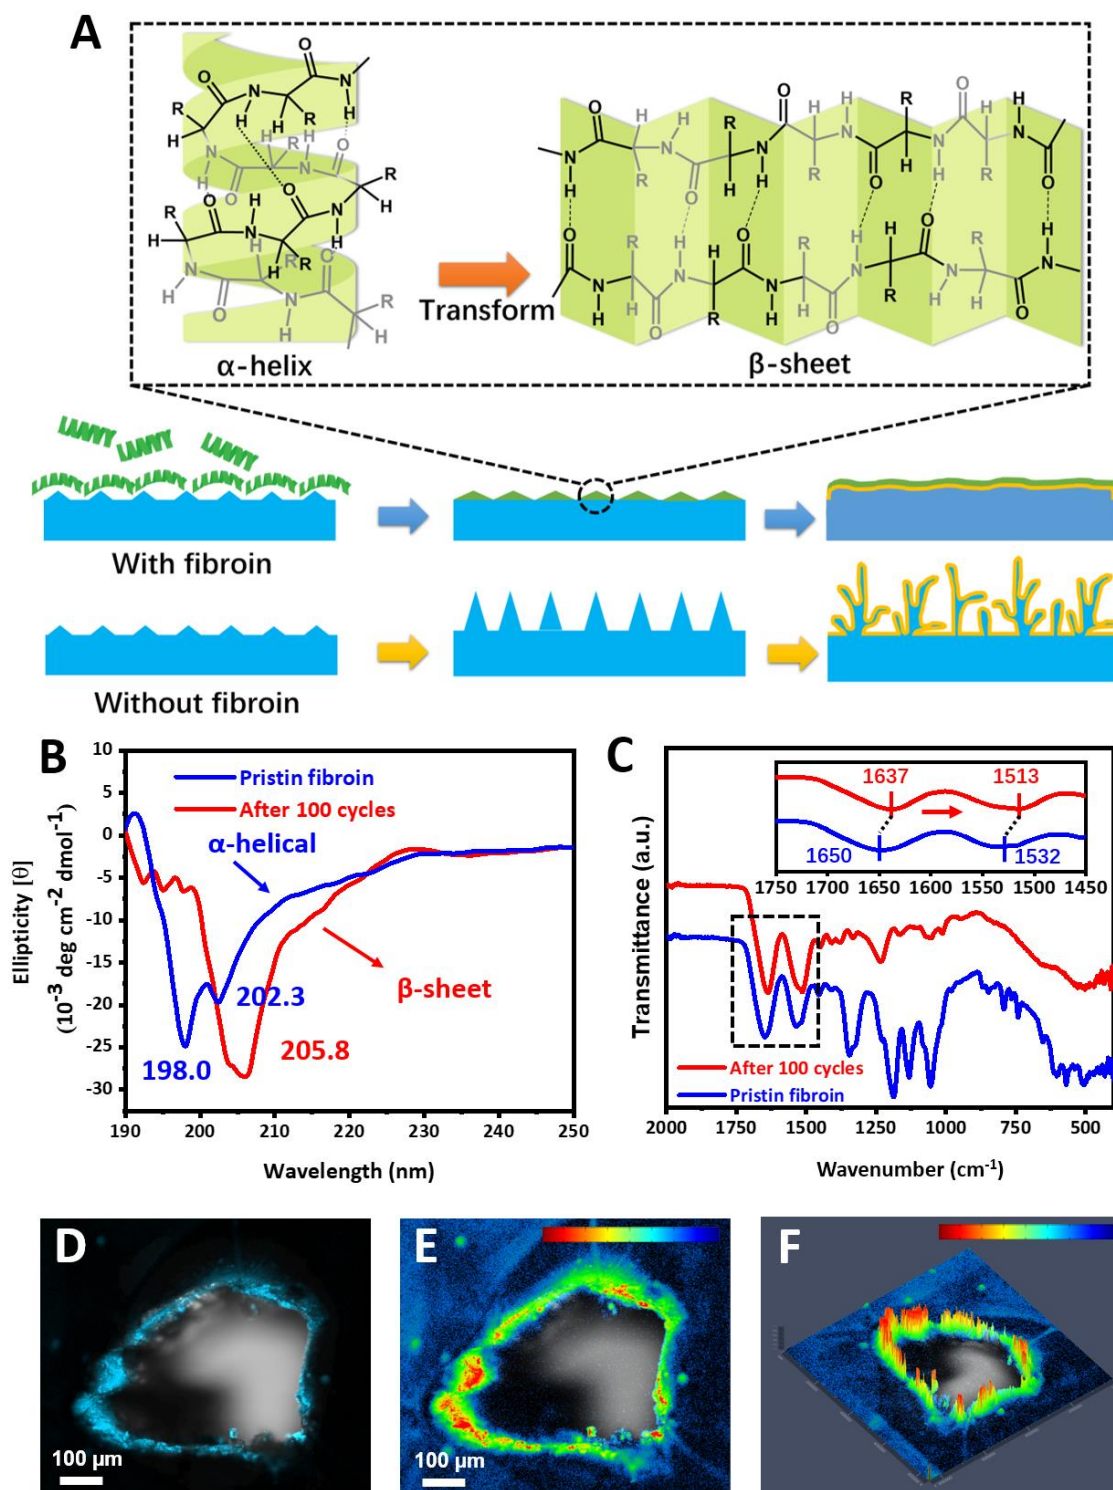 A
α-helix
Transform
β-sheet
With fibroin
Without fibroin
B
Pristin fibroin
After 100 cycles
α-helical
β-sheet
202.3
198.0
205.8
10
5
0
-5
-10
-15
-20
-25
-30
190 200 210 220 230 240 250
Ellipticity [θ]
(10⁻³ deg cm⁻² dmol⁻¹)
Wavelength (nm)
C
1637 1513
1650 1532
1750 1700 1650 1600 1550 1500 1450
After 100 cycles
Pristin fibroin
2000 1750 1500 1250 1000 750 500
Transmittance (a.u.)
Wavenumber (cm⁻¹)
D
100 μm
E
100 μm
F